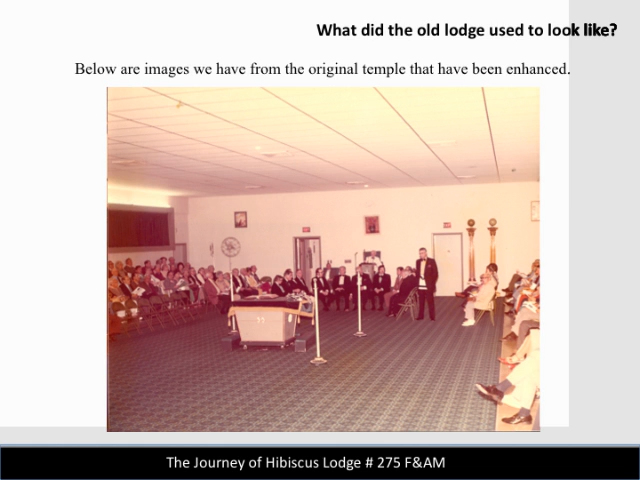 What did the old lodge used to look like?
Below are images we have from the original temple that have been enhanced.
The Journey of Hibiscus Lodge # 275 F&AM